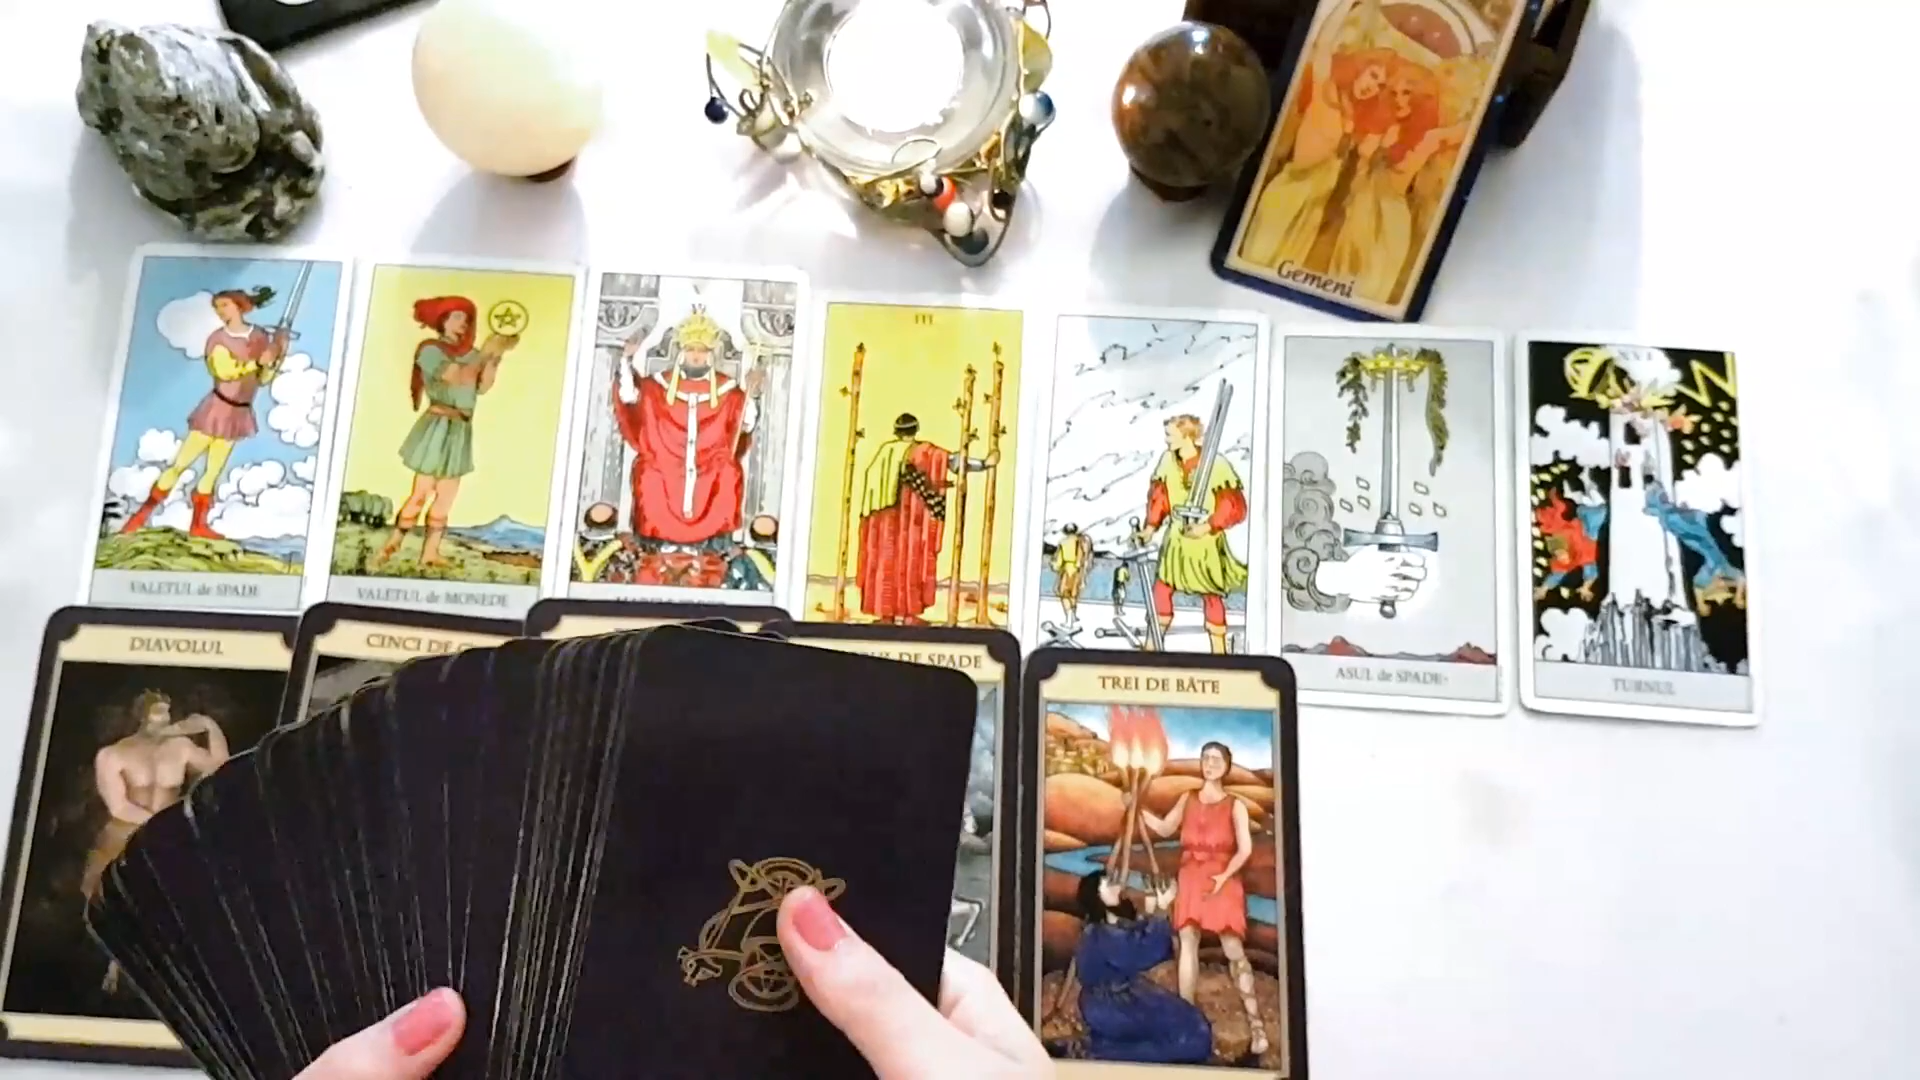 Gemeni
V
III
XVI
VALETUL de SPADE
VALETUL de MONEDE
ASUL de SPADE
TURNUL
DIAVOLUL
CINCI DE
DE SPADE
TREI DE BÂTE